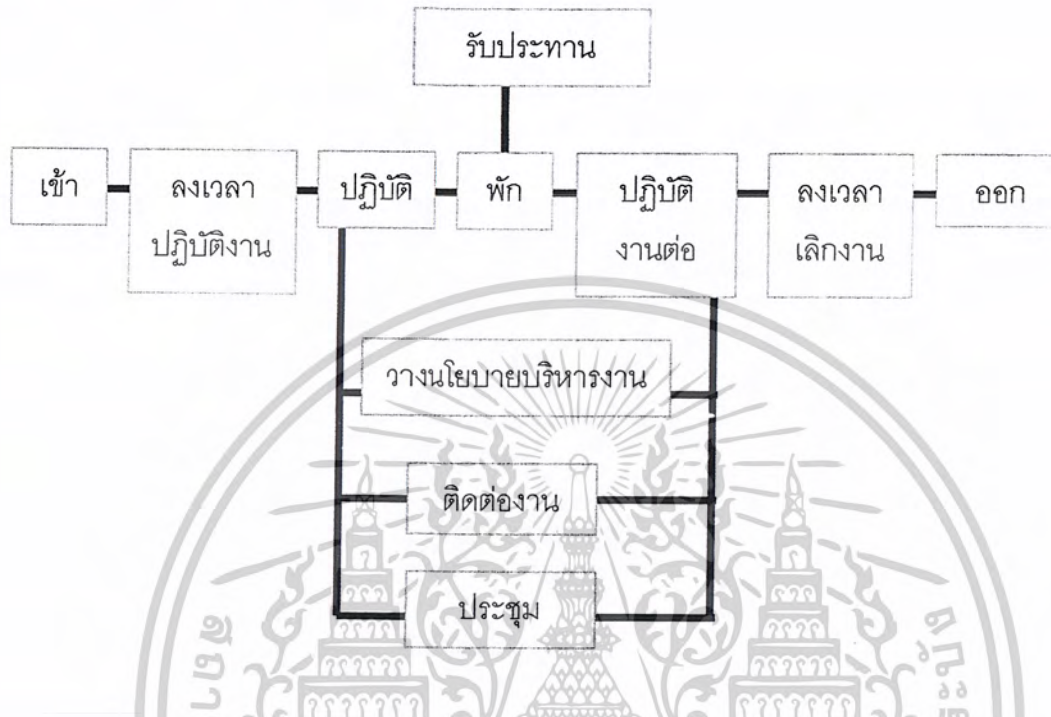 รับประทาน
เข้า
ลงเวลา
ปฏิบัติงาน
ปฏิบัติ
พัก
ปฏิบัติ
งานต่อ
ลงเวลา
เลิกงาน
ออก
วางนโยบายบริหารงาน
ติดต่องาน
ประชุม